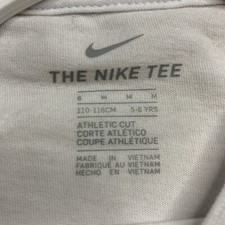 THE NIKE TEE
6 M M M
110-116CM 5-6 YRS
ATHLETIC CUT
CORTE ATLÉTICO
COUPE ATHLÉTIQUE
MADE IN VIETNAM
FABRIQUÉ AU VIETNAM
HECHO EN VIETNAM